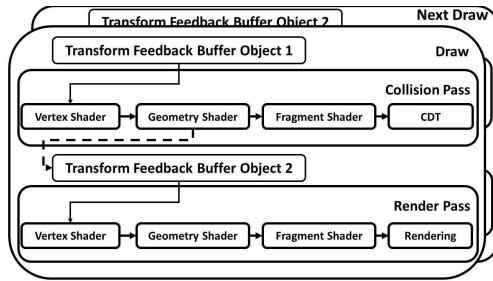 Transform Feedback Buffer Object 2
Next Draw
Draw
Transform Feedback Buffer Object 1
Collision Pass
Vertex Shader
Geometry Shader
Fragment Shader
CDT
Transform Feedback Buffer Object 2
Render Pass
Vertex Shader
Geometry Shader
Fragment Shader
Rendering